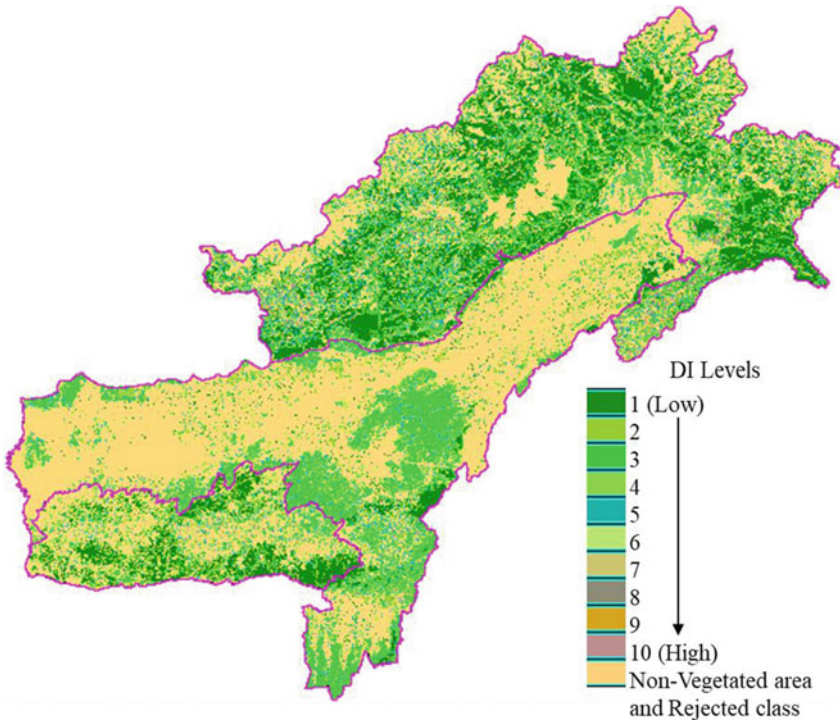 DI Levels
1 (Low)
2
3
4
5
6
7
8
9
10 (High)
Non-Vegetated area
and Rejected class